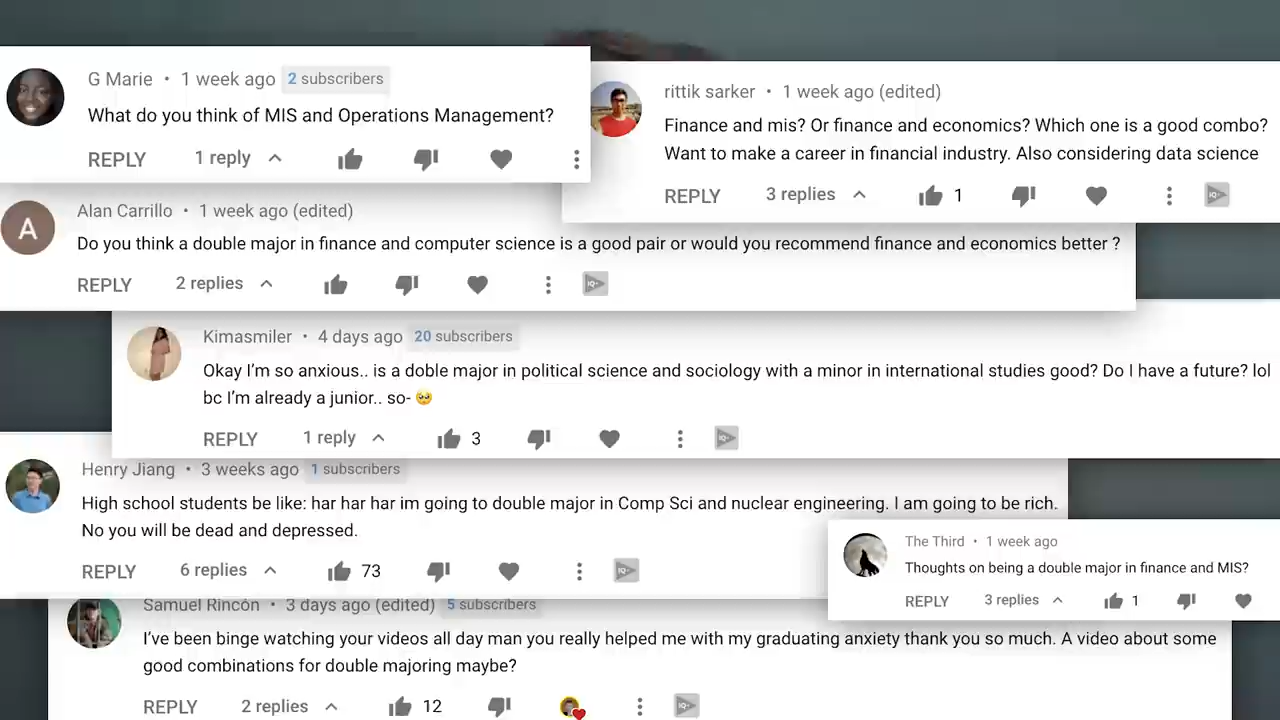 G Marie • 1 week ago 2 subscribers
What do you think of MIS and Operations Management?
REPLY 1 reply
rittik sarker • 1 week ago (edited)
Finance and mis? Or finance and economics? Which one is a good combo?
Want to make a career in financial industry. Also considering data science
REPLY 3 replies 1
A
Alan Carrillo • 1 week ago (edited)
Do you think a double major in finance and computer science is a good pair or would you recommend finance and economics better ?
REPLY 2 replies
Kimasmiler • 4 days ago 20 subscribers
Okay I'm so anxious.. is a doble major in political science and sociology with a minor in international studies good? Do I have a future? lol
bc I'm already a junior.. so- 🥺
REPLY 1 reply 3
Henry Jiang • 3 weeks ago 1 subscribers
High school students be like: har har har im going to double major in Comp Sci and nuclear engineering. I am going to be rich.
No you will be dead and depressed.
REPLY 6 replies 73
The Third • 1 week ago
Thoughts on being a double major in finance and MIS?
REPLY 3 replies 1
Samuel Rincón • 3 days ago (edited) 5 subscribers
I've been binge watching your videos all day man you really helped me with my graduating anxiety thank you so much. A video about some
good combinations for double majoring maybe?
REPLY 2 replies 12